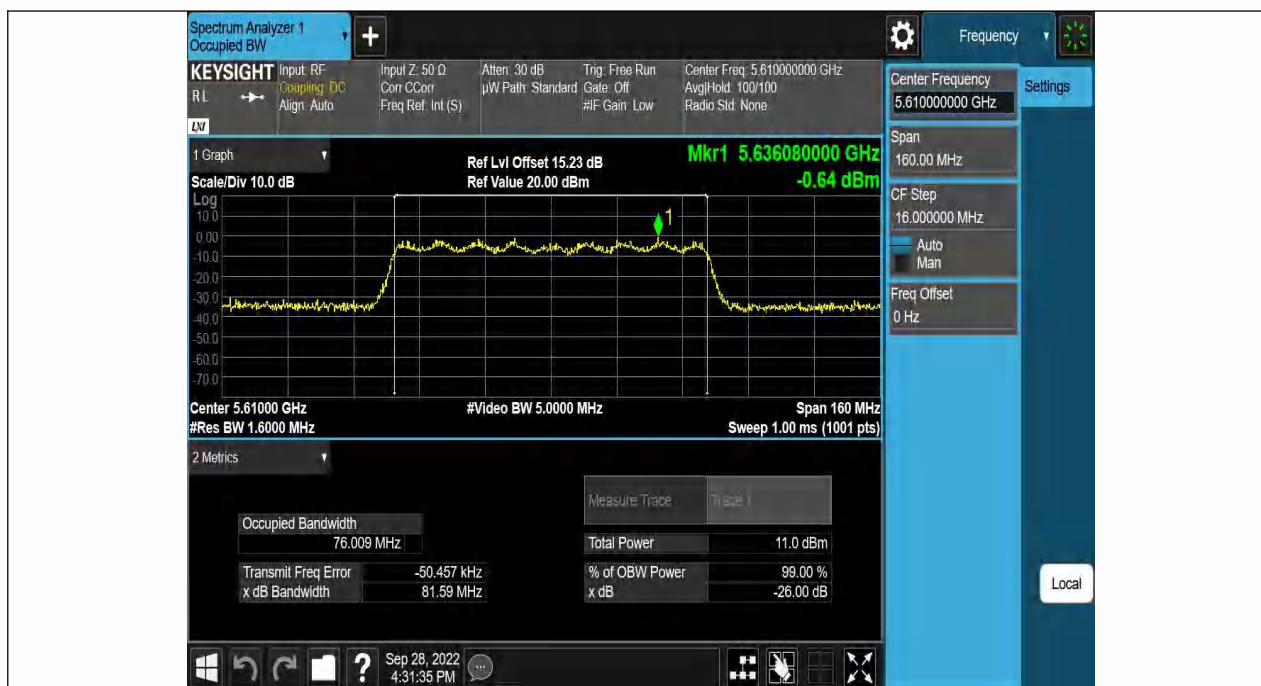 Spectrum Analyzer 1
Occupied BW
+
Frequency
KEYSIGHT
RL
LXI
Input: RF
Coupling: DC
Align: Auto
Input Z: 50 Ω
Corr CCorr
Freq Ref: Int (S)
Atten: 30 dB
µW Path: Standard
Trig: Free Run
Gate: Off
#IF Gain: Low
Center Freq: 5.610000000 GHz
Avg|Hold: 100/100
Radio Std: None
Center Frequency
5.610000000 GHz
Settings
Span
160.00 MHz
CF Step
16.000000 MHz
Auto
Man
Freq Offset
0 Hz
Local
1 Graph
Scale/Div 10.0 dB
Ref Lvl Offset 15.23 dB
Ref Value 20.00 dBm
Mkr1 5.636080000 GHz
-0.64 dBm
Log
10.0
0.00
-10.0
-20.0
-30.0
-40.0
-50.0
-60.0
-70.0
1
Center 5.61000 GHz
#Video BW 5.0000 MHz
Span 160 MHz
#Res BW 1.6000 MHz
Sweep 1.00 ms (1001 pts)
2 Metrics
Measure Trace
Trace 1
Occupied Bandwidth
76.009 MHz
Total Power
11.0 dBm
Transmit Freq Error
-50.457 kHz
% of OBW Power
99.00 %
x dB Bandwidth
81.59 MHz
x dB
-26.00 dB
?
Sep 28, 2022
4:31:35 PM